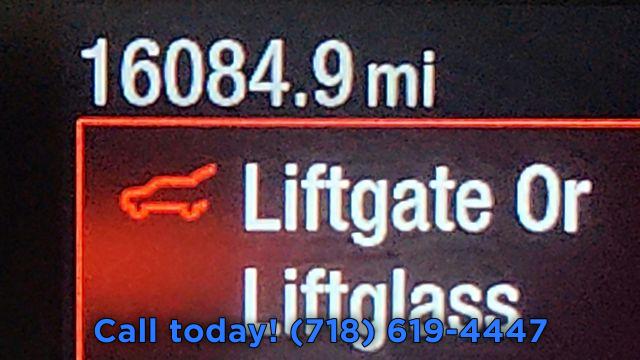 16084.9 mi
Liftgate Or
Liftglass
Call today! (718) 619-4447